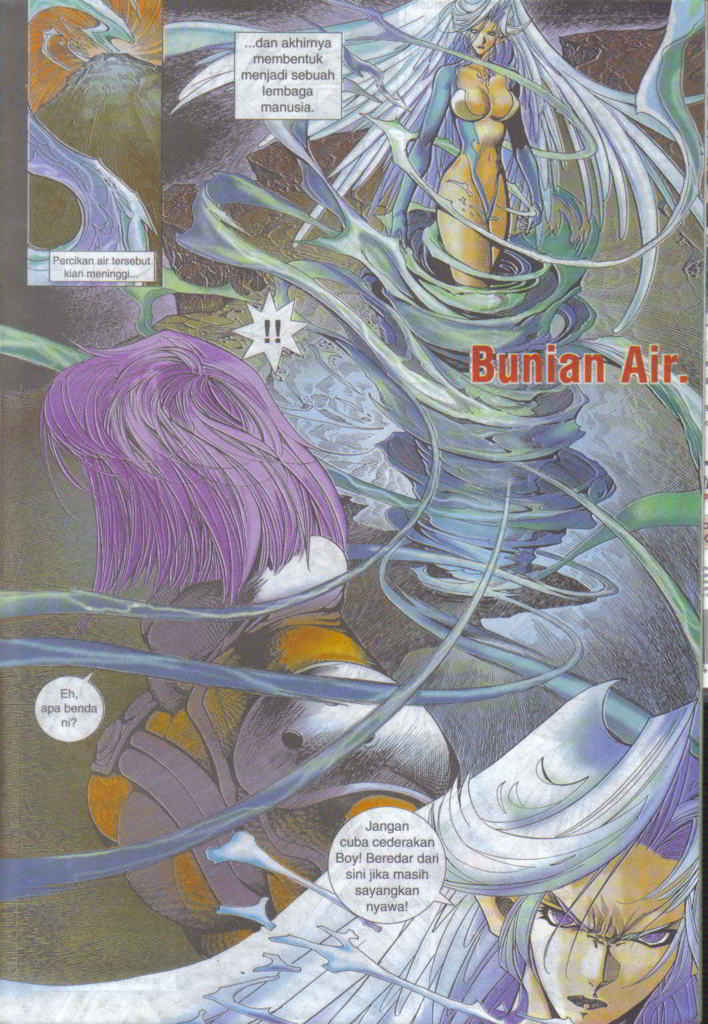 Percikan air tersebut
kian meninggi...
...dan akhirnya
membentuk
menjadi sebuah
lembaga
manusia.
!!
Bunian Air.
Eh,
apa benda
ni?
Jangan
cuba cederakan
Boy! Beredar dari
sini jika masih
sayangkan
nyawa!